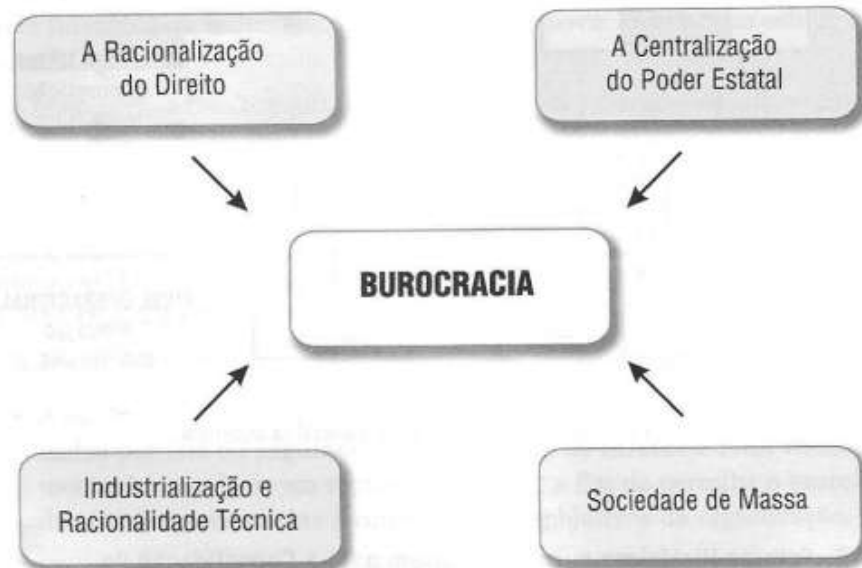 A Racionalização
do Direito
A Centralização
do Poder Estatal
BUROCRACIA
Industrialização e
Racionalidade Técnica
Sociedade de Massa